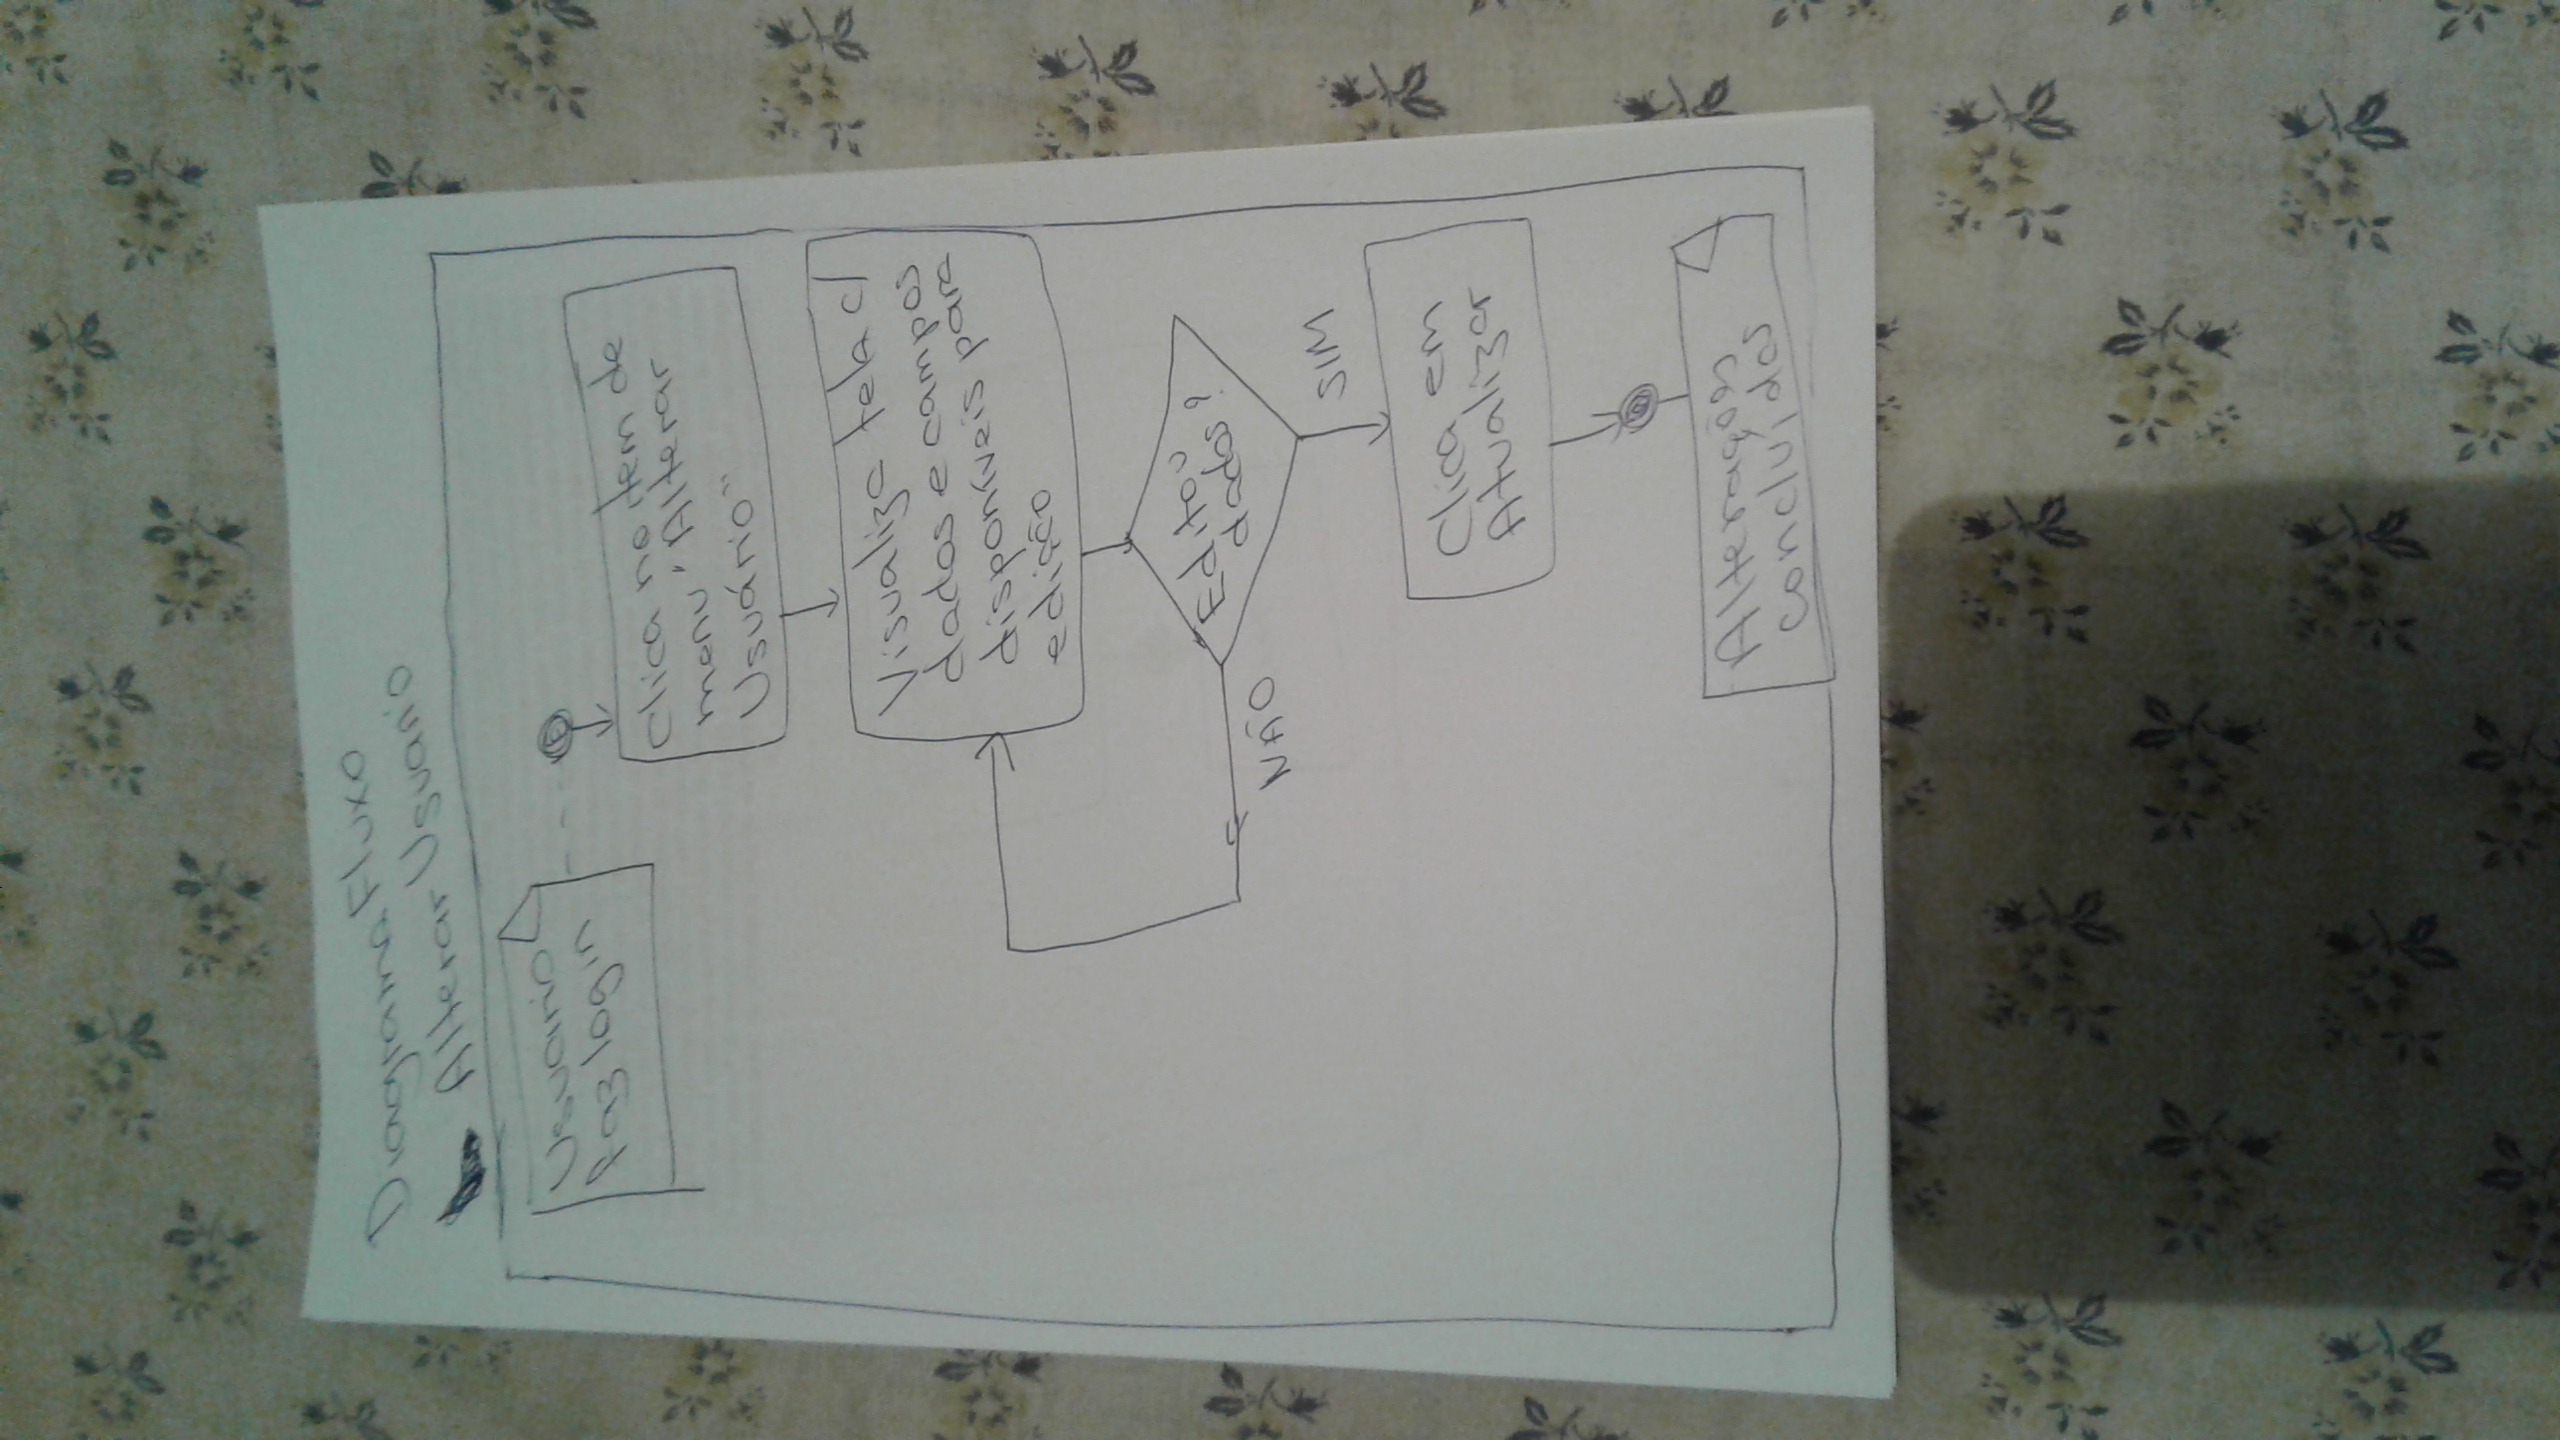 Diagrama Fluxo
Alterar Usuario
Usuario
faz login
Clica no item de
menu "Alterar
Usuário"
Visualiza tela c/
dados e campos
disponíveis para
edição
Editou
dados?
NÃO
SIM
Clica em
Atualizar
Alterações
concluídas